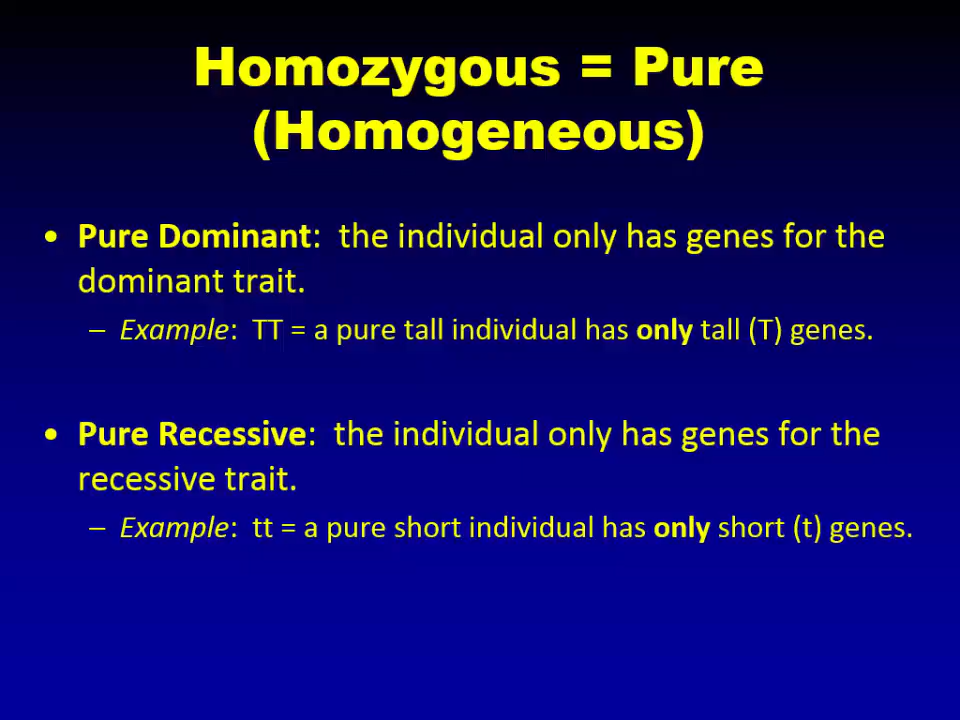 Homozygous = Pure
(Homogeneous)
• Pure Dominant:  the individual only has genes for the
dominant trait.
– Example:  TT = a pure tall individual has only tall (T) genes.
• Pure Recessive:  the individual only has genes for the
recessive trait.
– Example:  tt = a pure short individual has only short (t) genes.